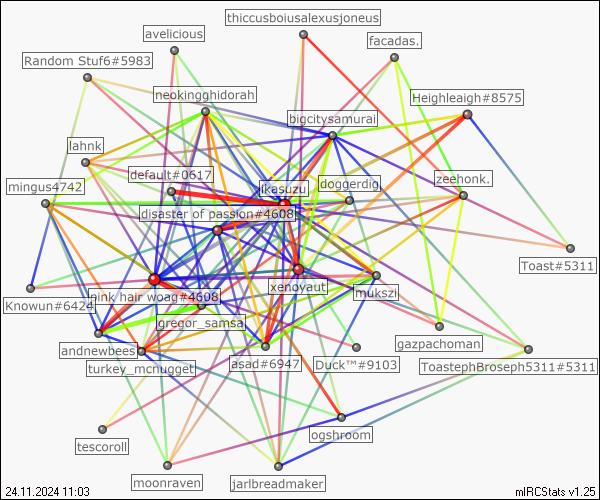 thiccusboiusalexusjoneus
avelicious
facadas.
Random Stuf6#5983
neokingghidorah
Heighleigh#8575
bigcitysamurai
lahnk
default#0617
zeehonk.
mingus4742
ikasuzu
doggerdig
disaster of passion#4608
Toast#5311
xenoyaut
mukszi
Knowun#6424
pink hair woag#4608
gregor_samsa
gazpachoman
andnewbees
asad#6947
Duck™#9103
ToastephBroseph5311#5311
turkey_mcnugget
ogshroom
tescoroll
moonraven
jarlbreadmaker
24.11.2024 11:03
mIRCStats v1.25